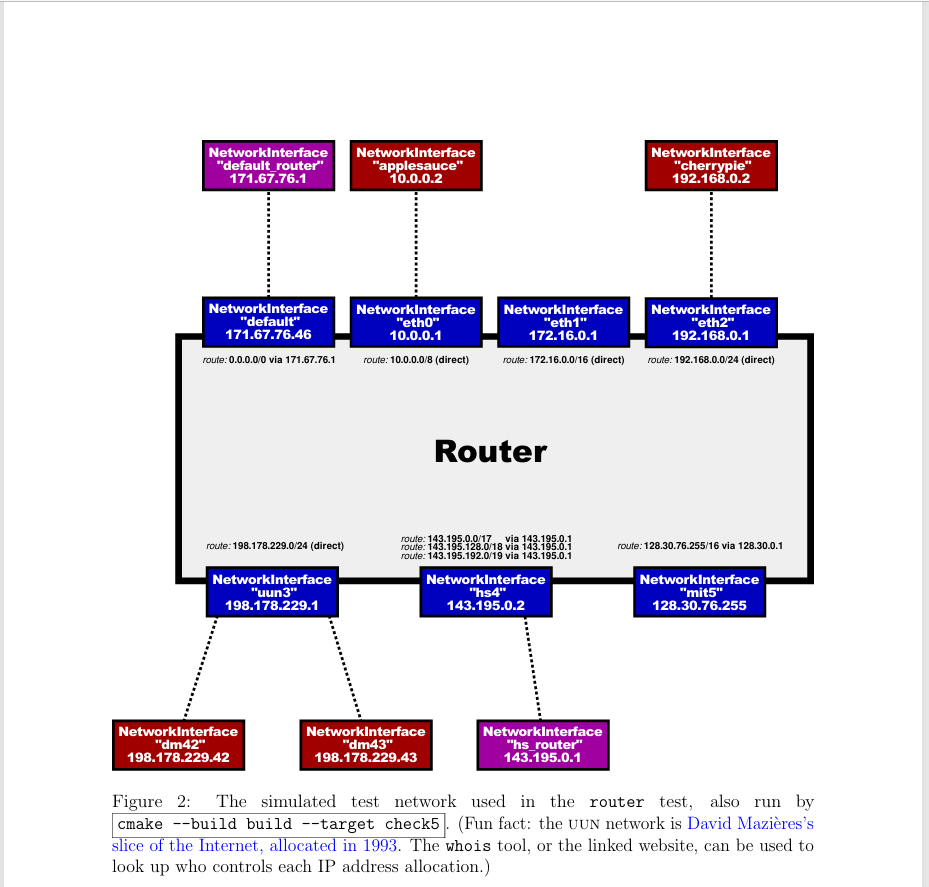 NetworkInterface
"default_router"
171.67.76.1
NetworkInterface
"applesauce"
10.0.0.2
NetworkInterface
"cherrypie"
192.168.0.2
NetworkInterface
"default"
171.67.76.46
NetworkInterface
"eth0"
10.0.0.1
NetworkInterface
"eth1"
172.16.0.1
NetworkInterface
"eth2"
192.168.0.1
route: 0.0.0.0/0 via 171.67.76.1
route: 10.0.0.0/8 (direct)
route: 172.16.0.0/16 (direct)
route: 192.168.0.0/24 (direct)
Router
route: 198.178.229.0/24 (direct)
route: 143.195.0.0/17 via 143.195.0.1
route: 143.195.128.0/18 via 143.195.0.1
route: 143.195.192.0/19 via 143.195.0.1
route: 128.30.76.255/16 via 128.30.0.1
NetworkInterface
"uun3"
198.178.229.1
NetworkInterface
"hs4"
143.195.0.2
NetworkInterface
"mit5"
128.30.76.255
NetworkInterface
"dm42"
198.178.229.42
NetworkInterface
"dm43"
198.178.229.43
NetworkInterface
"hs_router"
143.195.0.1
Figure 2: The simulated test network used in the router test, also run by
cmake --build build --target check5. (Fun fact: the UUN network is David Mazières's
slice of the Internet, allocated in 1993. The whois tool, or the linked website, can be used to
look up who controls each IP address allocation.)